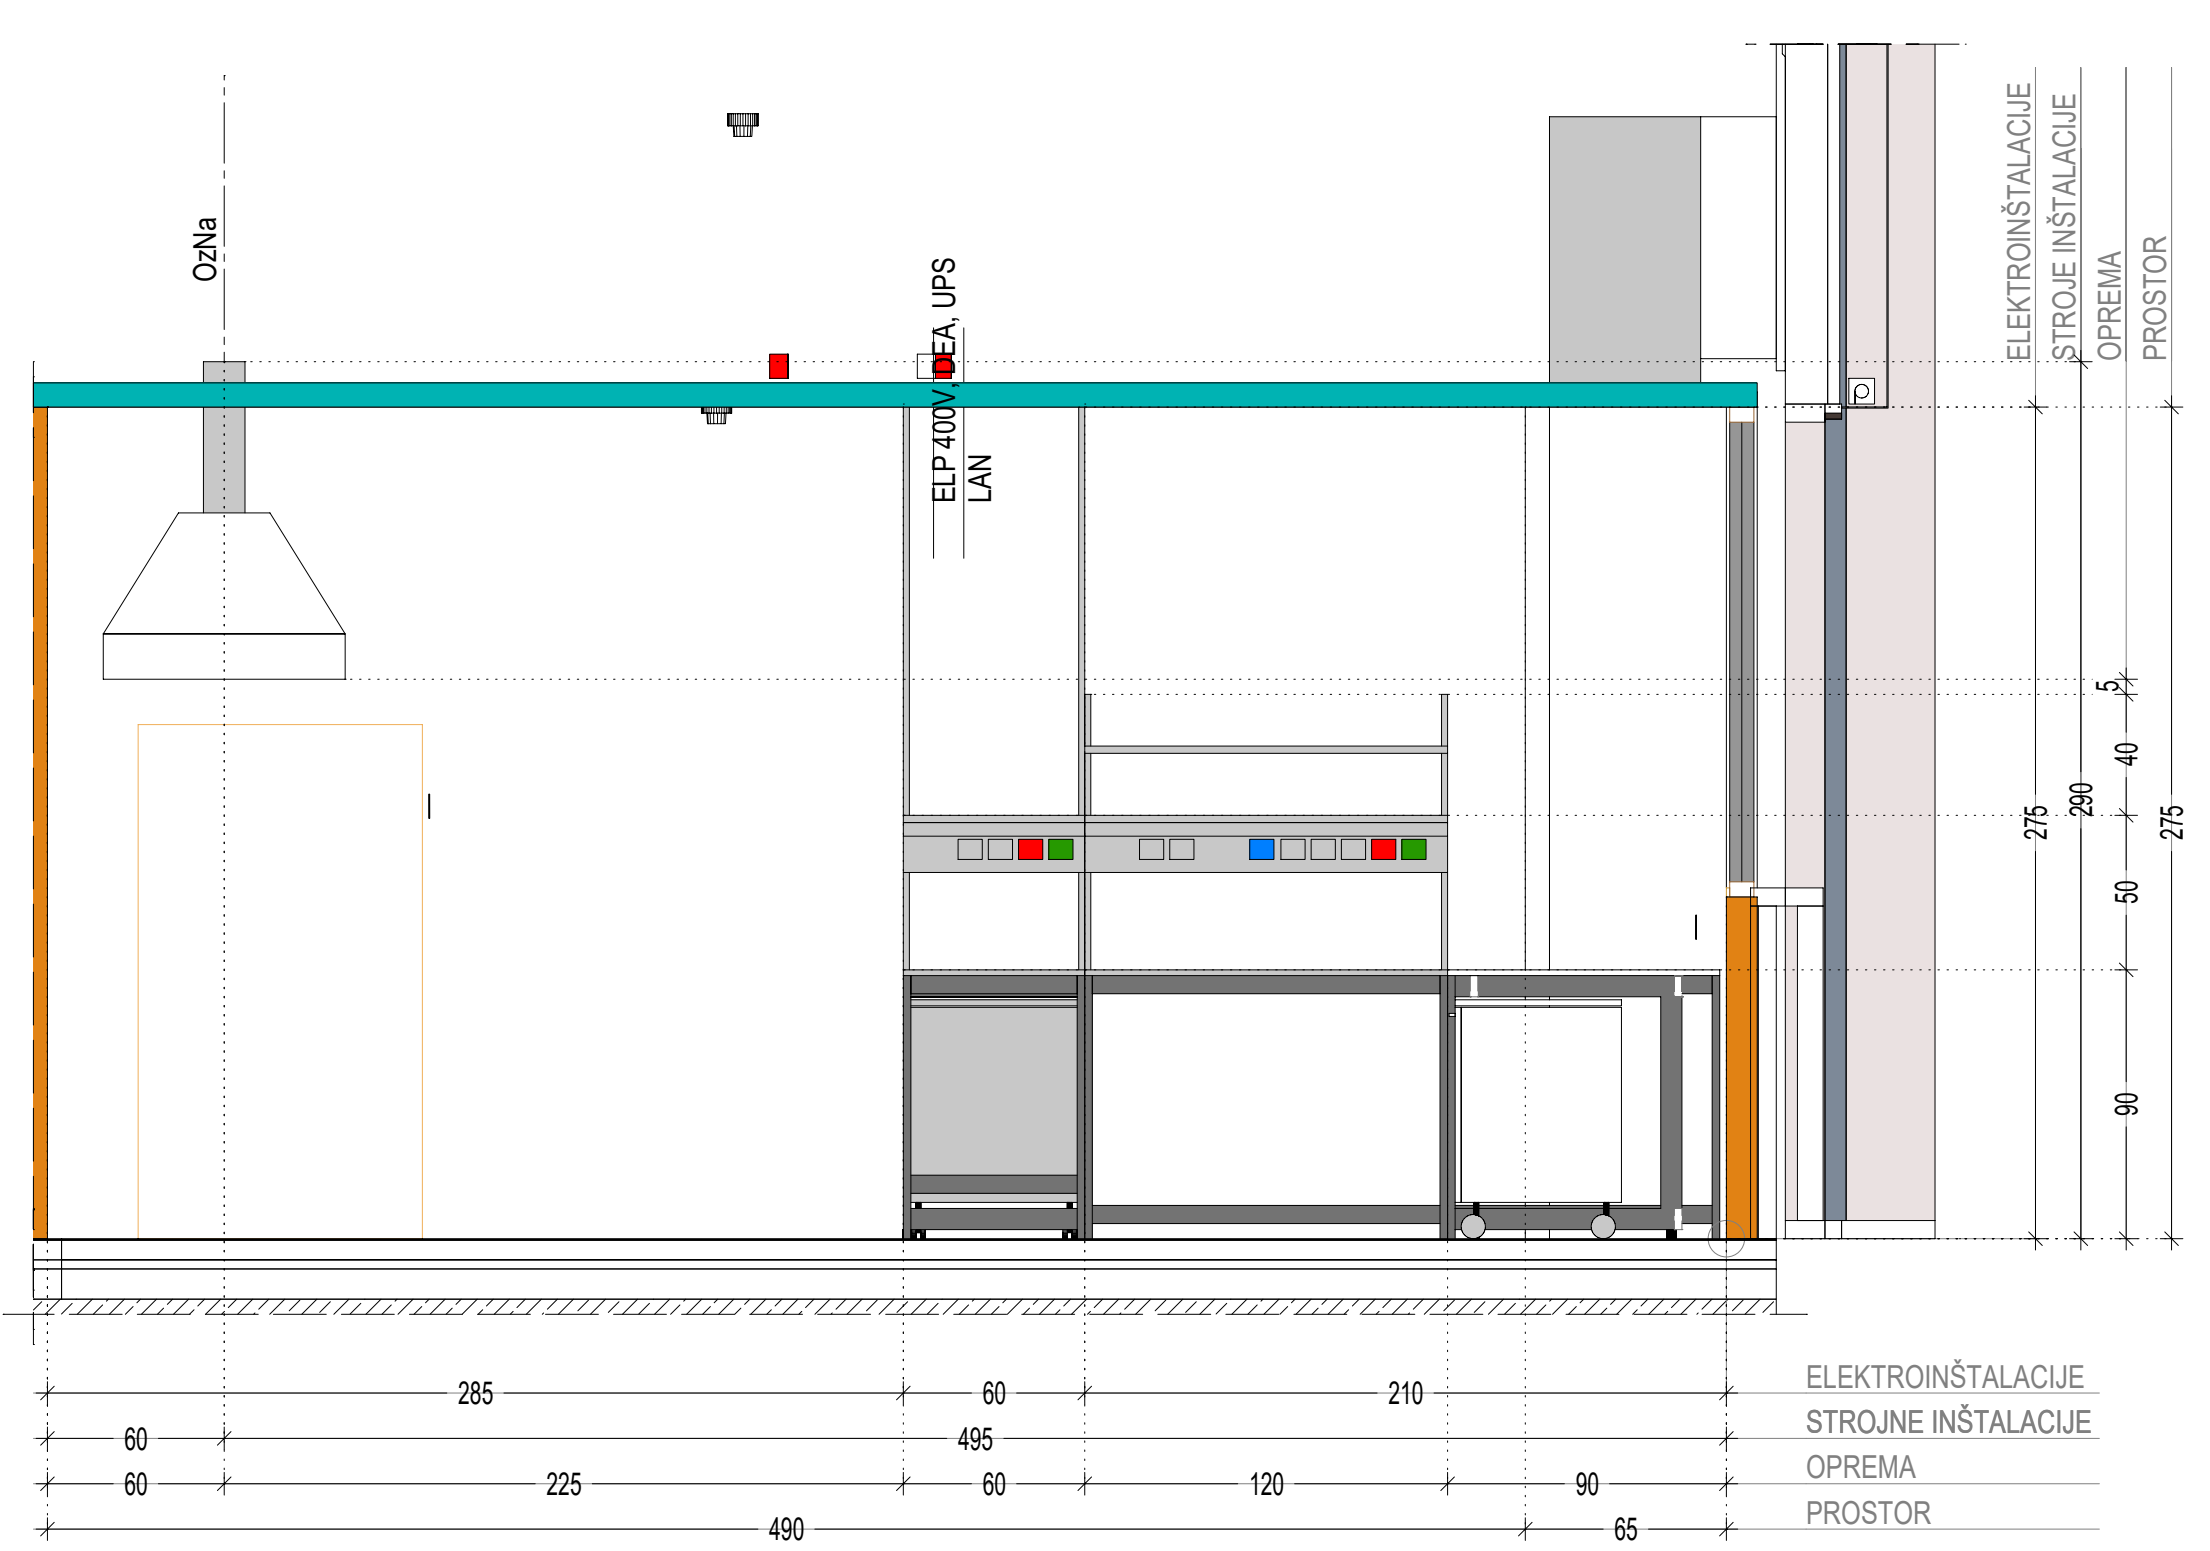 ELEKTROINŠTALACIJE
STROJE INŠTALACIJE
OPREMA
PROSTOR
OzNa
ELP 400V, DEA, UPS
LAN
5
40
275
290
275
50
90
285
60
210
ELEKTROINŠTALACIJE
60
495
STROJNE INŠTALACIJE
60
225
60
120
90
OPREMA
490
65
PROSTOR